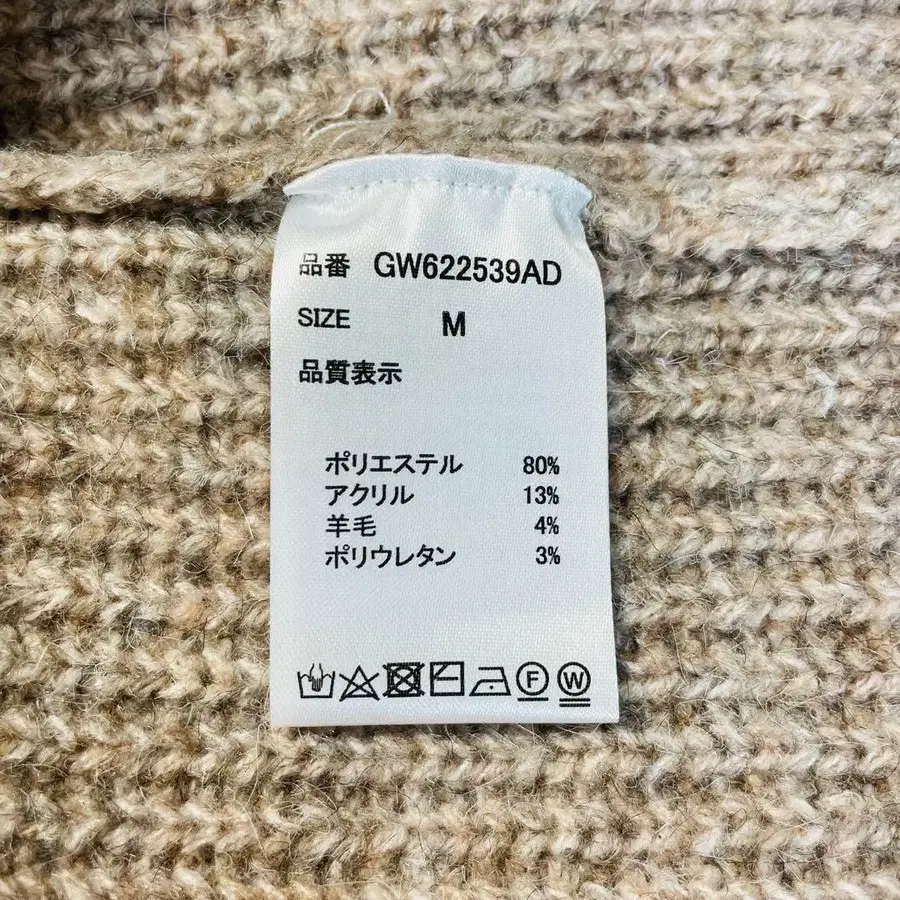 品番 GW622539AD
SIZE M
品質表示
ポリエステル 80%
アクリル 13%
羊毛 4%
ポリウレタン 3%
F W